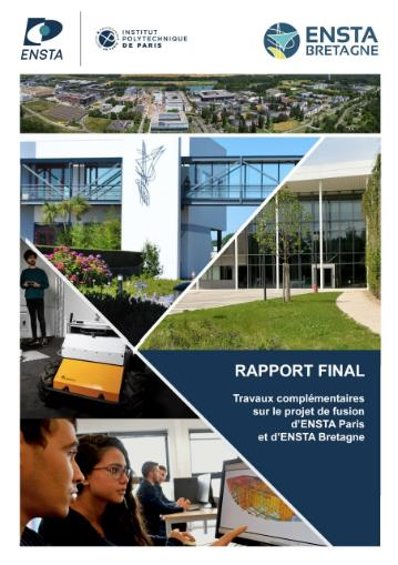 ENSTA
INSTITUT
POLYTECHNIQUE
DE PARIS
ENSTA
BRETAGNE
RAPPORT FINAL
Travaux complémentaires
sur le projet de fusion
d'ENSTA Paris
et d'ENSTA Bretagne